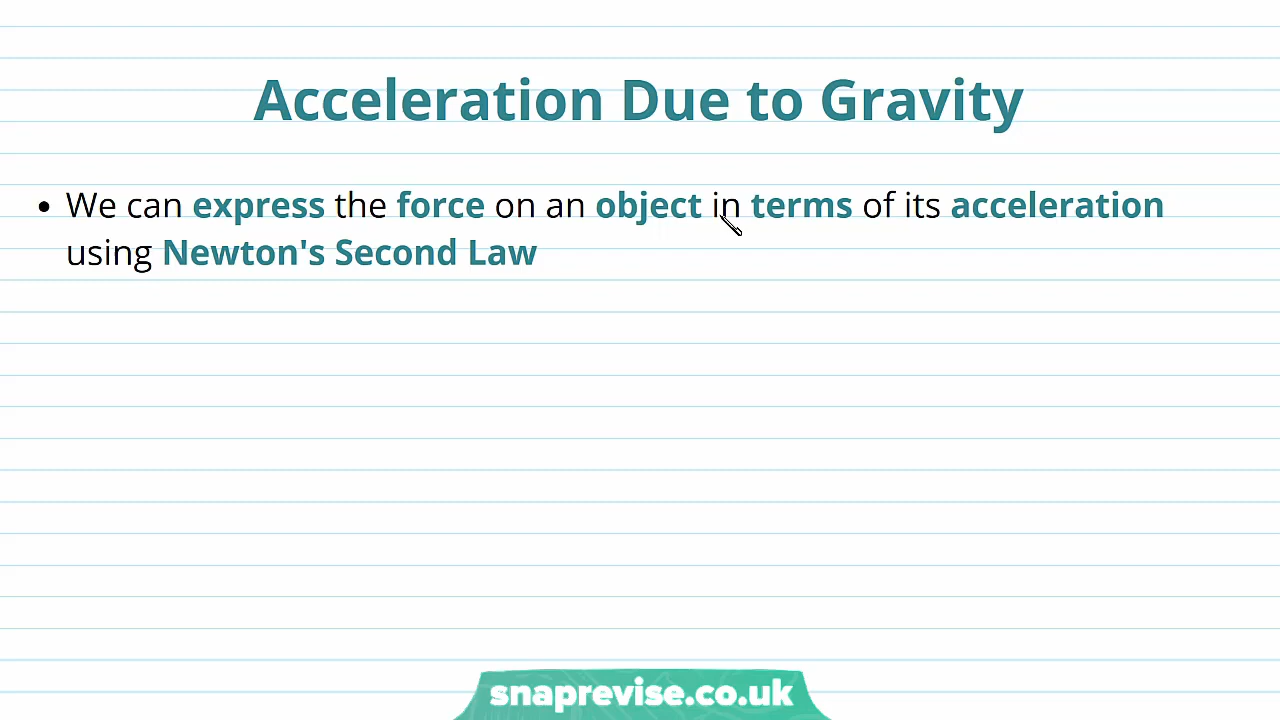 Acceleration Due to Gravity
• We can express the force on an object in terms of its acceleration
using Newton's Second Law
snaprevise.co.uk